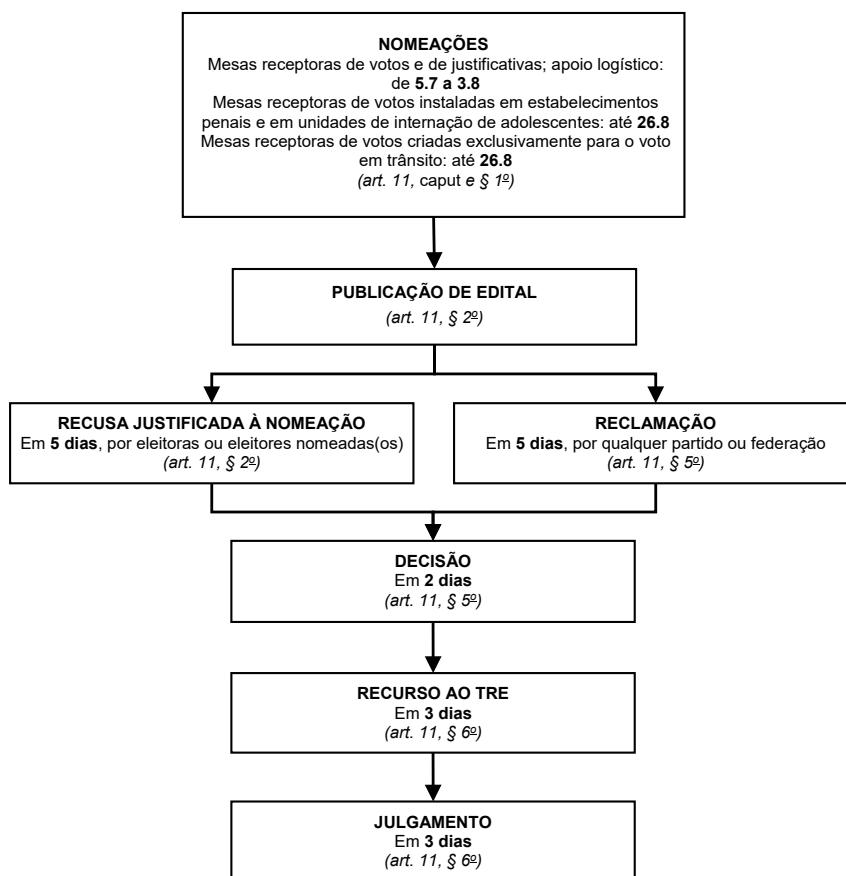 NOMEAÇÕES
Mesas receptoras de votos e de justificativas; apoio logístico:
de 5.7 a 3.8
Mesas receptoras de votos instaladas em estabelecimentos
penais e em unidades de internação de adolescentes: até 26.8
Mesas receptoras de votos criadas exclusivamente para o voto
em trânsito: até 26.8
(art. 11, caput e § 1º)
PUBLICAÇÃO DE EDITAL
(art. 11, § 2º)
RECUSA JUSTIFICADA À NOMEAÇÃO
Em 5 dias, por eleitoras ou eleitores nomeadas(os)
(art. 11, § 2º)
RECLAMAÇÃO
Em 5 dias, por qualquer partido ou federação
(art. 11, § 5º)
DECISÃO
Em 2 dias
(art. 11, § 5º)
RECURSO AO TRE
Em 3 dias
(art. 11, § 6º)
JULGAMENTO
Em 3 dias
(art. 11, § 6º)